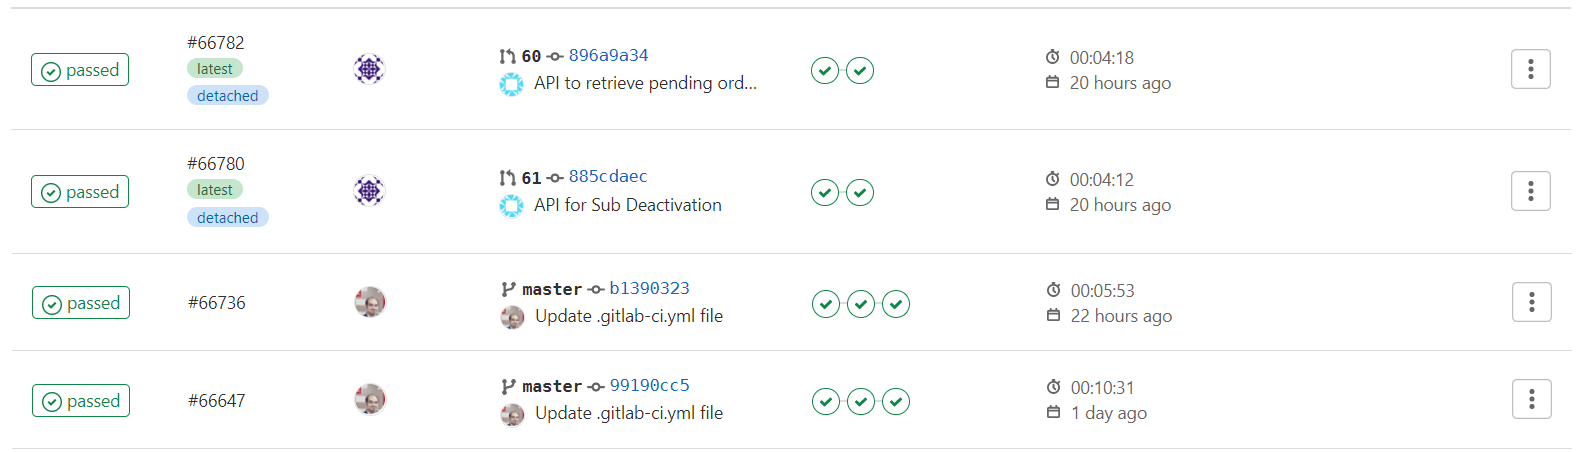 passed
#66782
latest
detached
60 896a9a34
API to retrieve pending ord...
00:04:18
20 hours ago
passed
#66780
latest
detached
61 885cdaec
API for Sub Deactivation
00:04:12
20 hours ago
passed
#66736
master b1390323
Update .gitlab-ci.yml file
00:05:53
22 hours ago
passed
#66647
master 99190cc5
Update .gitlab-ci.yml file
00:10:31
1 day ago